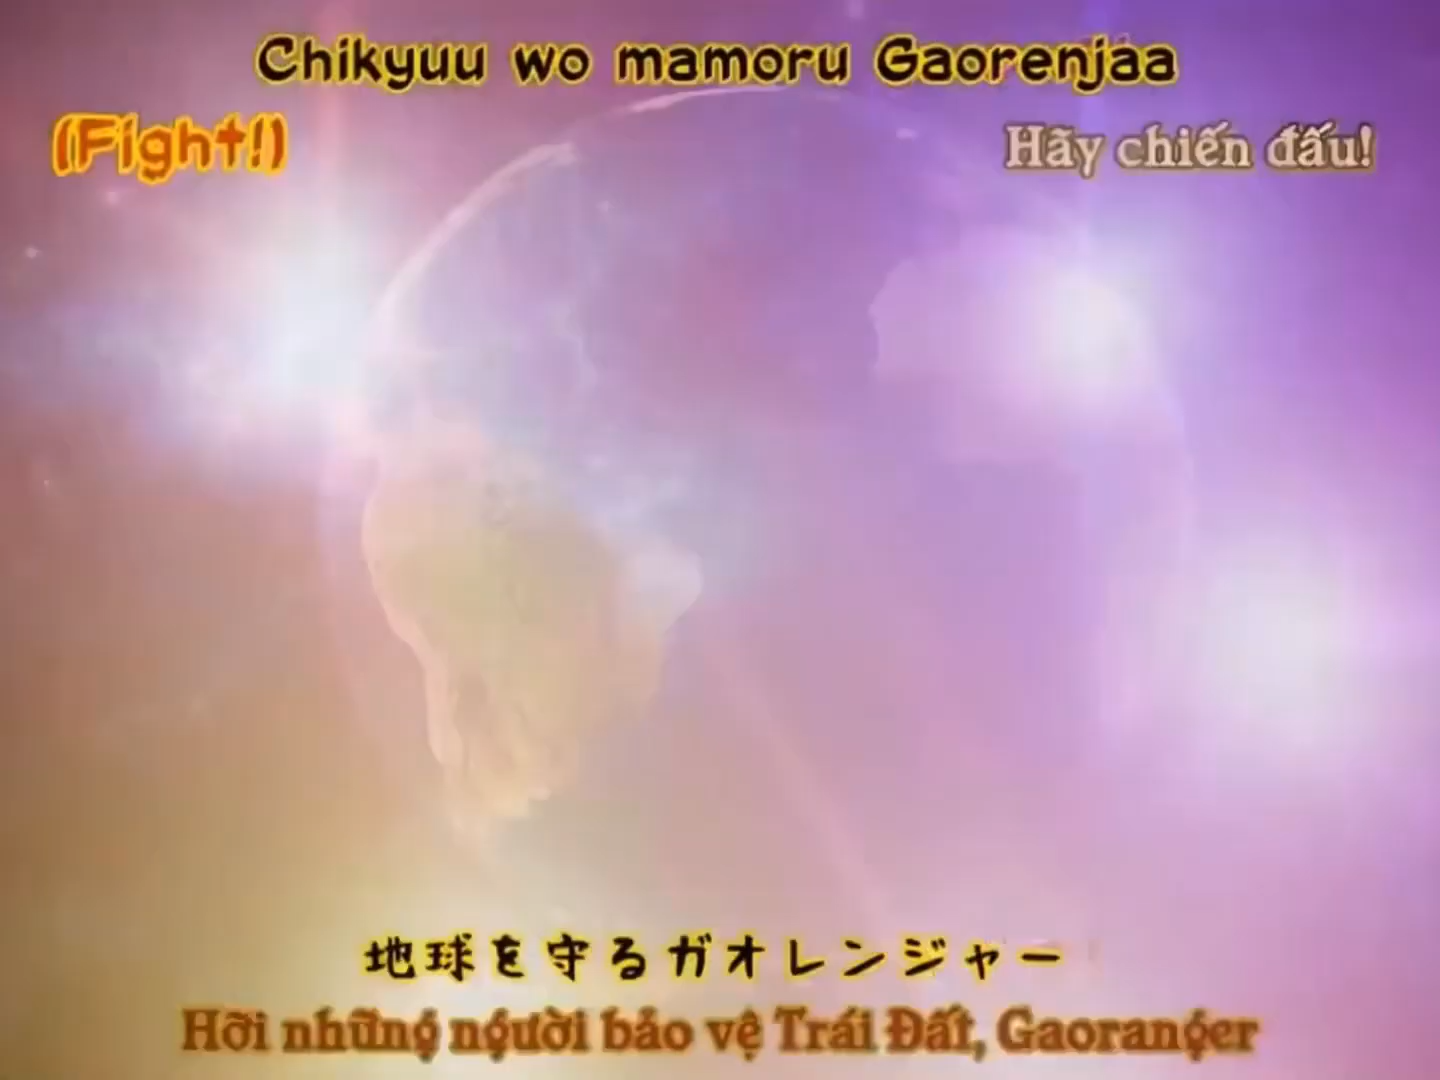 Chikyuu wo mamoru Gaorenjaa
(Fight!)
Hãy chiến đấu!
地球を守るガオレンジャー
Hỡi những người bảo vệ Trái Đất, Gaoranger